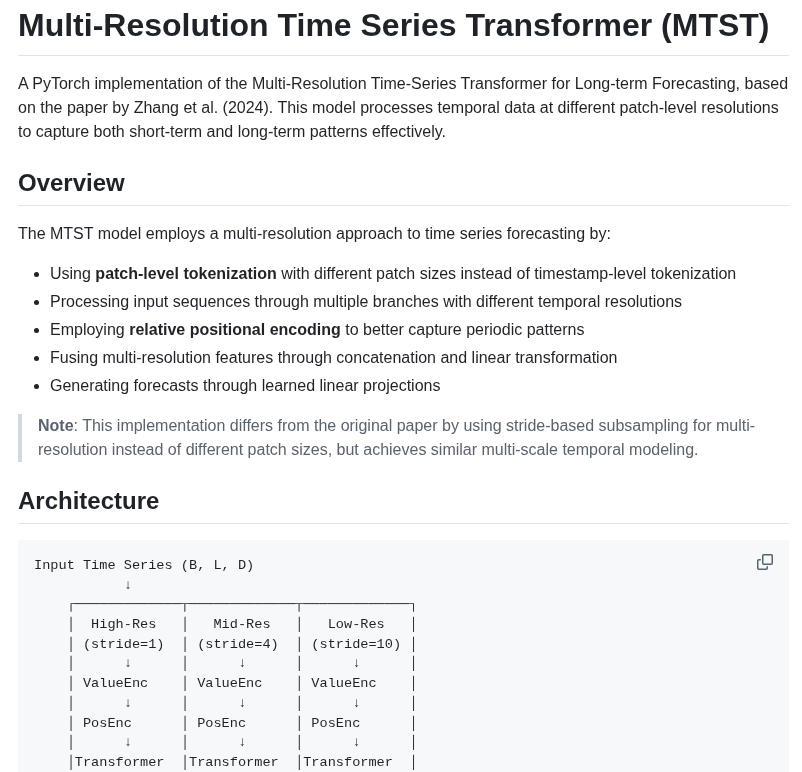 Multi-Resolution Time Series Transformer (MTST)
A PyTorch implementation of the Multi-Resolution Time-Series Transformer for Long-term Forecasting, based
on the paper by Zhang et al. (2024). This model processes temporal data at different patch-level resolutions
to capture both short-term and long-term patterns effectively.
Overview
The MTST model employs a multi-resolution approach to time series forecasting by:
• Using patch-level tokenization with different patch sizes instead of timestamp-level tokenization
• Processing input sequences through multiple branches with different temporal resolutions
• Employing relative positional encoding to better capture periodic patterns
• Fusing multi-resolution features through concatenation and linear transformation
• Generating forecasts through learned linear projections
Note: This implementation differs from the original paper by using stride-based subsampling for multi-
resolution instead of different patch sizes, but achieves similar multi-scale temporal modeling.
Architecture
Input Time Series (B, L, D)
↓
┌─────────────┬─────────────┬─────────────┐
│  High-Res   │   Mid-Res   │   Low-Res   │
│ (stride=1)  │ (stride=4)  │ (stride=10) │
│      ↓      │      ↓      │      ↓      │
│ ValueEnc    │ ValueEnc    │ ValueEnc    │
│      ↓      │      ↓      │      ↓      │
│ PosEnc      │ PosEnc      │ PosEnc      │
│      ↓      │      ↓      │      ↓      │
│Transformer  │Transformer  │Transformer  │